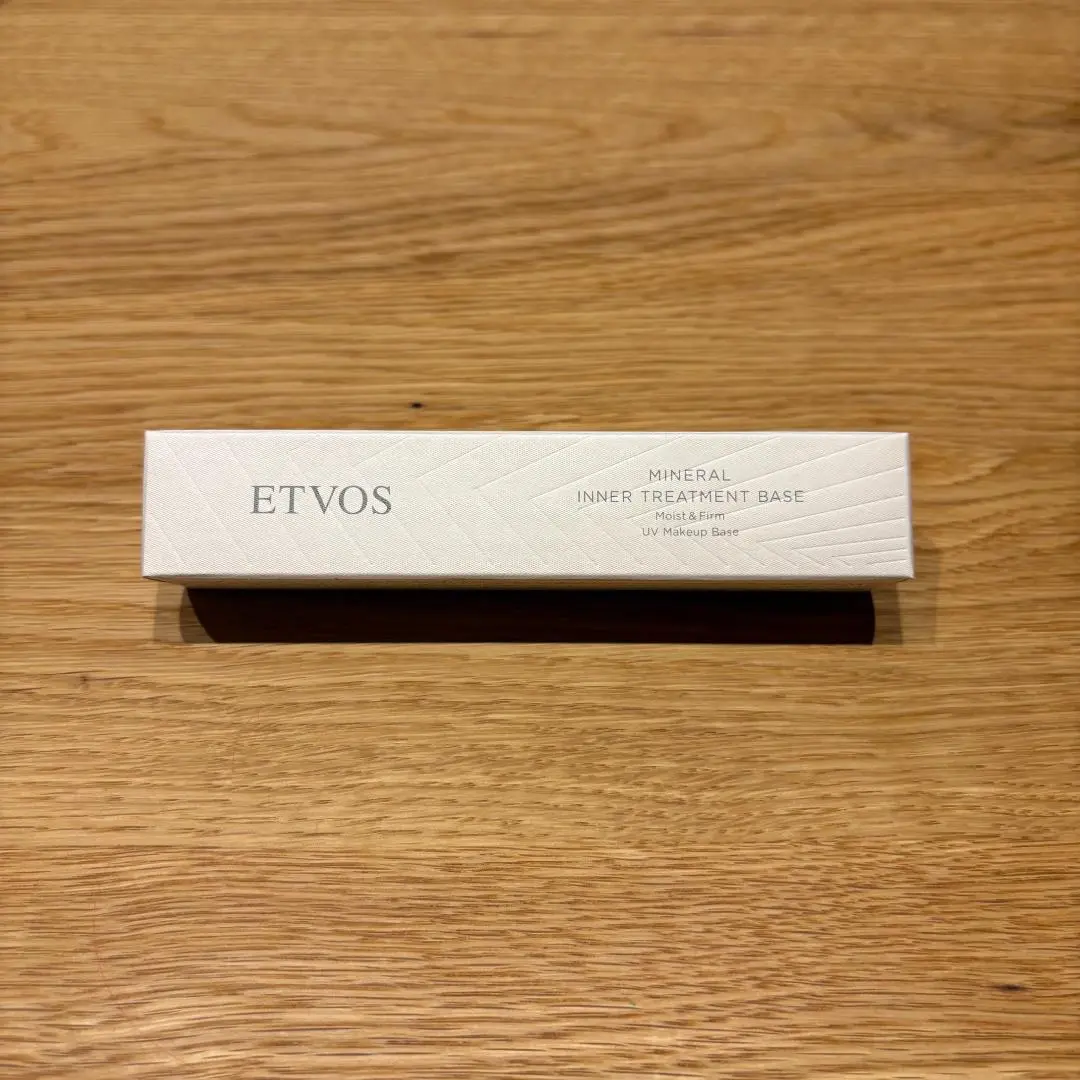 ETVOS
MINERAL
INNER TREATMENT BASE
Moist & Firm
UV Makeup Base